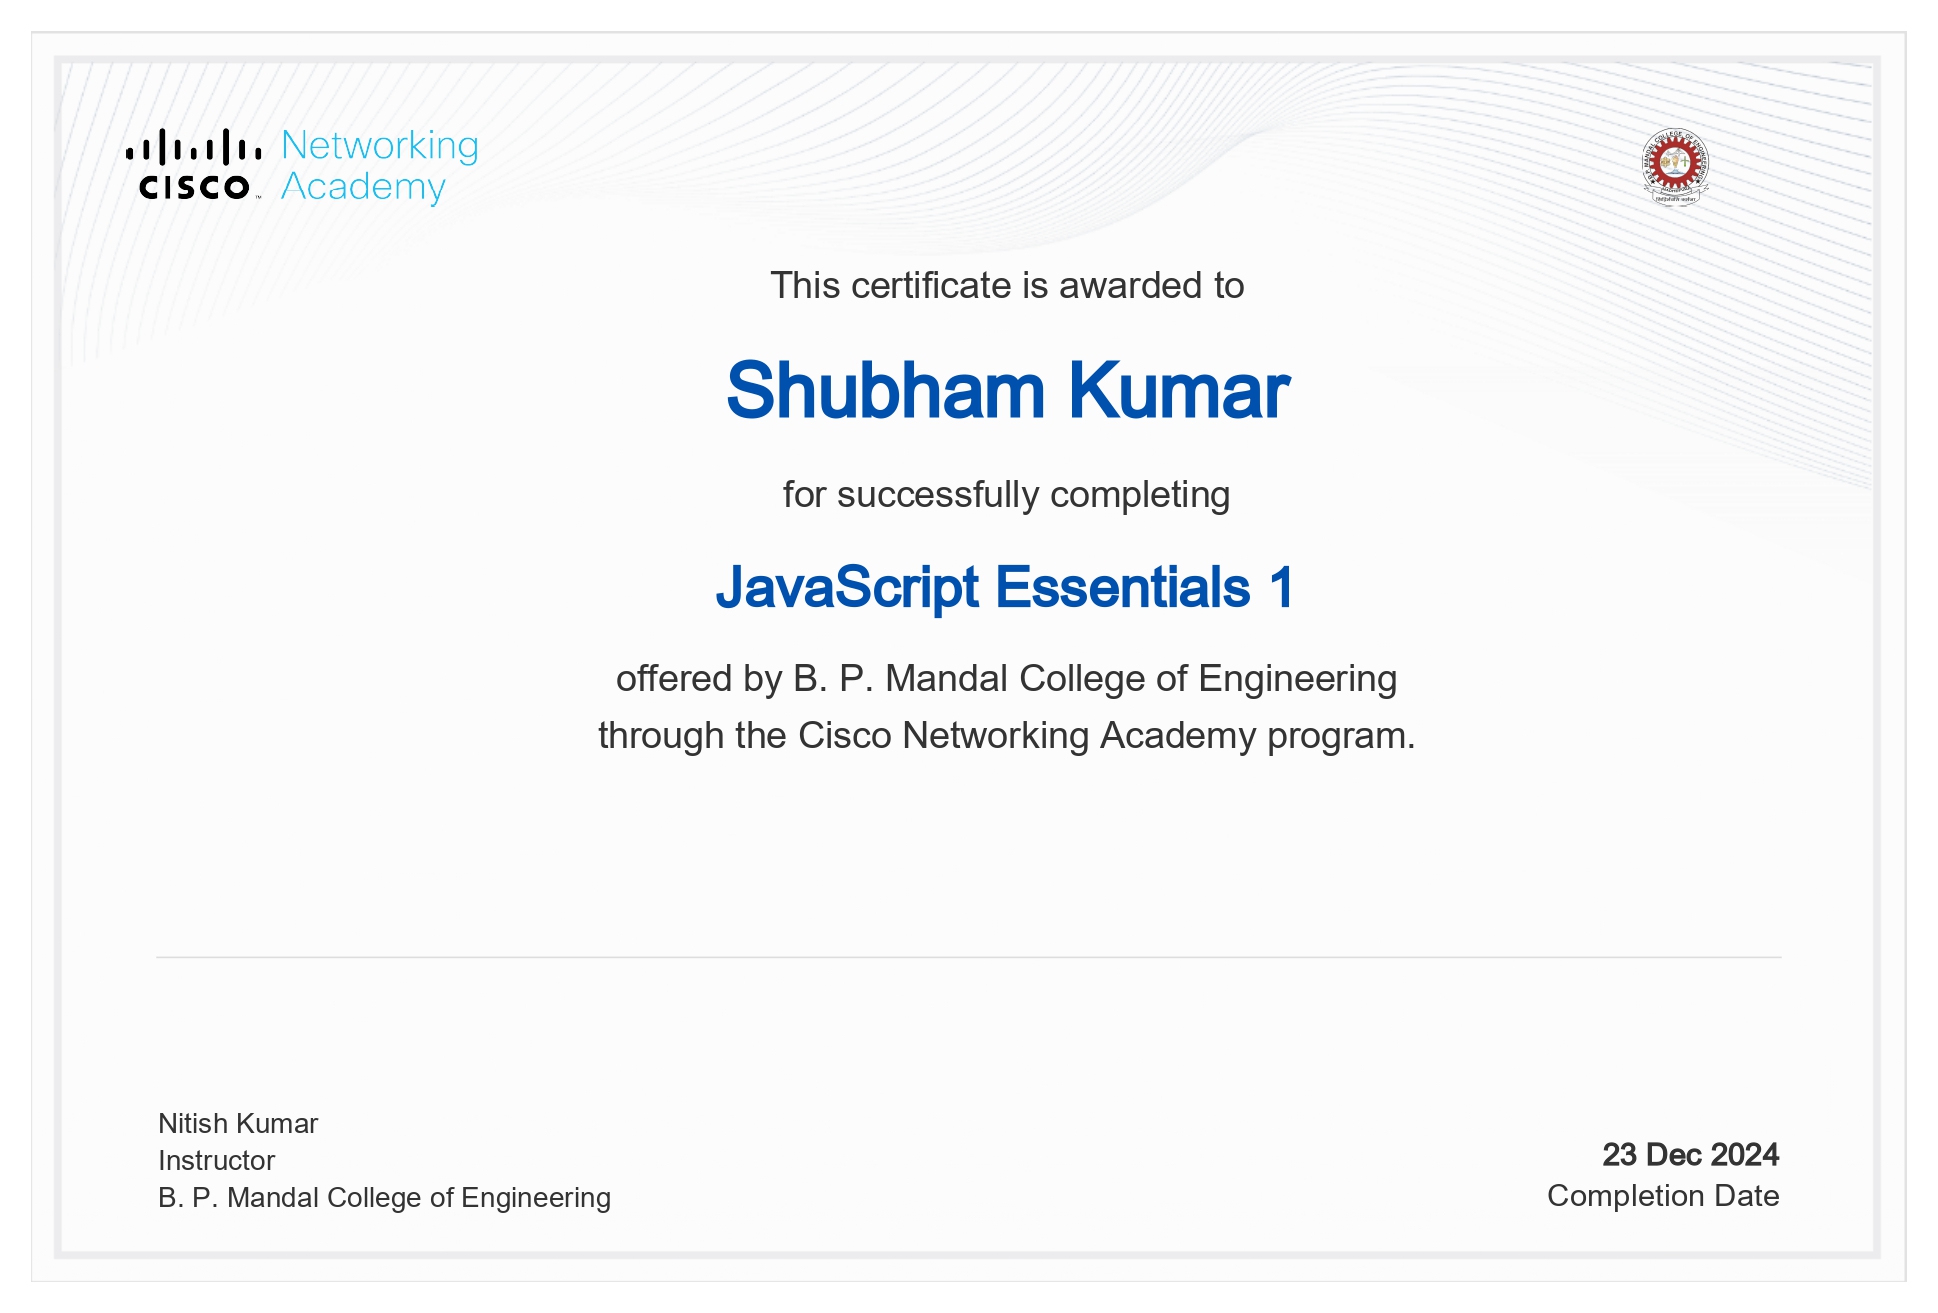 cisco
Networking
Academy
This certificate is awarded to
Shubham Kumar
for successfully completing
JavaScript Essentials 1
offered by B. P. Mandal College of Engineering
through the Cisco Networking Academy program.
Nitish Kumar
Instructor
B. P. Mandal College of Engineering
23 Dec 2024
Completion Date